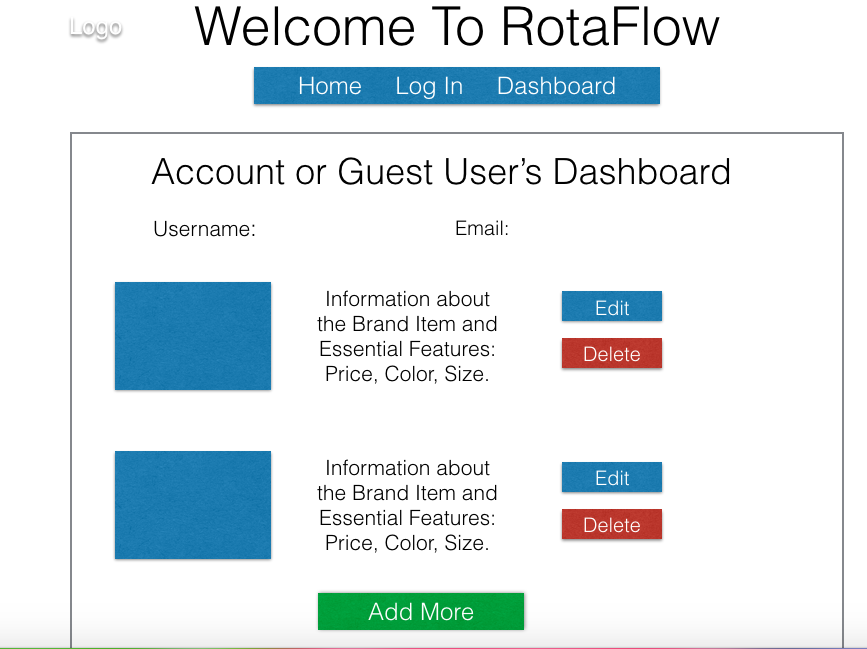 Logo
Welcome To RotaFlow
Home Log In Dashboard
Account or Guest User’s Dashboard
Username: Email:
Information about
the Brand Item and
Essential Features:
Price, Color, Size.
Edit
Delete
Information about
the Brand Item and
Essential Features:
Price, Color, Size.
Edit
Delete
Add More